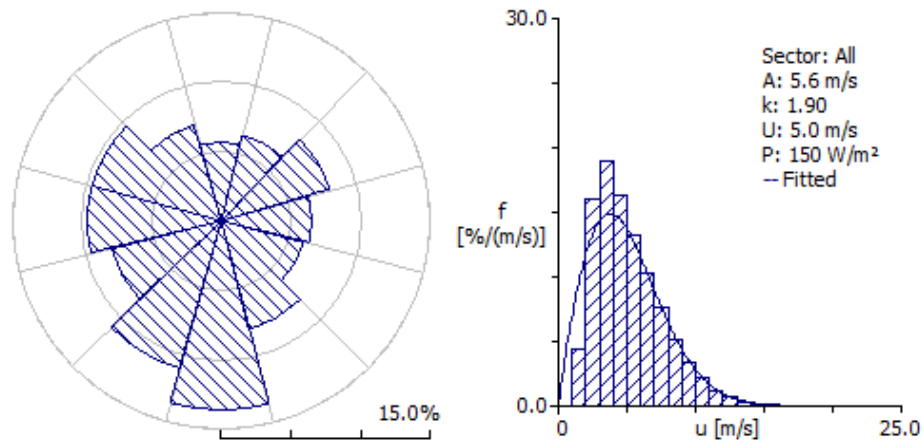 15.0%
30.0
f
[%/(m/s)]
0.0
0
u [m/s]
25.0
Sector: All
A: 5.6 m/s
k: 1.90
U: 5.0 m/s
P: 150 W/m²
Fitted